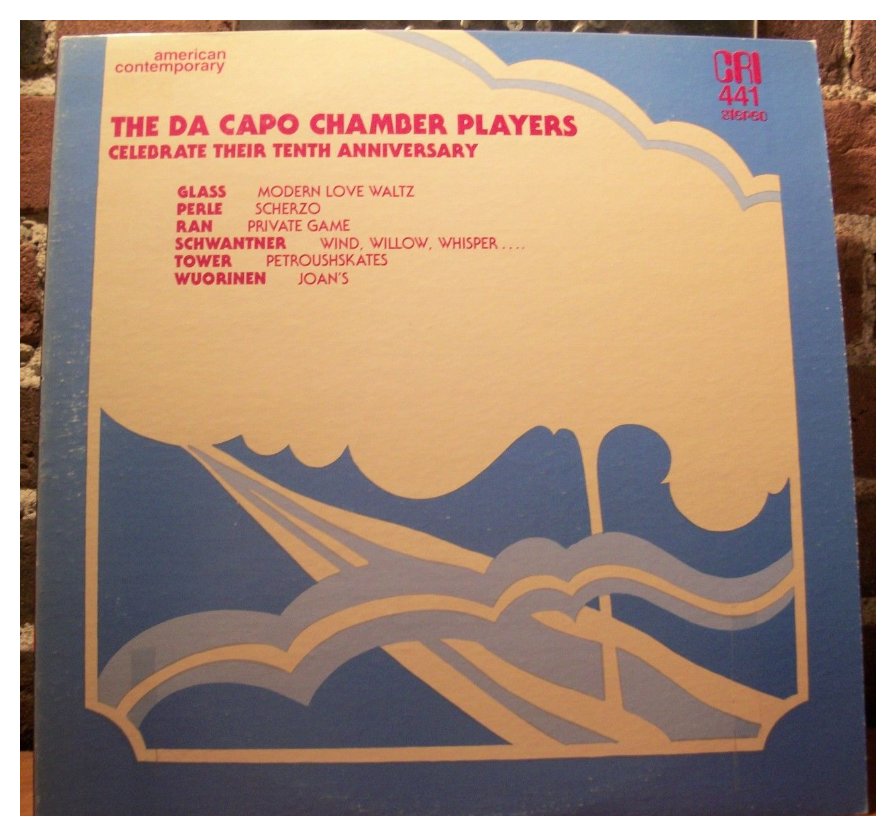 american
contemporary
CRI
441
stereo
THE DA CAPO CHAMBER PLAYERS
CELEBRATE THEIR TENTH ANNIVERSARY
GLASS MODERN LOVE WALTZ
PERLE SCHERZO
RAN PRIVATE GAME
SCHWANTNER WIND, WILLOW, WHISPER ....
TOWER PETROUSHSKATES
WUORINEN JOAN'S